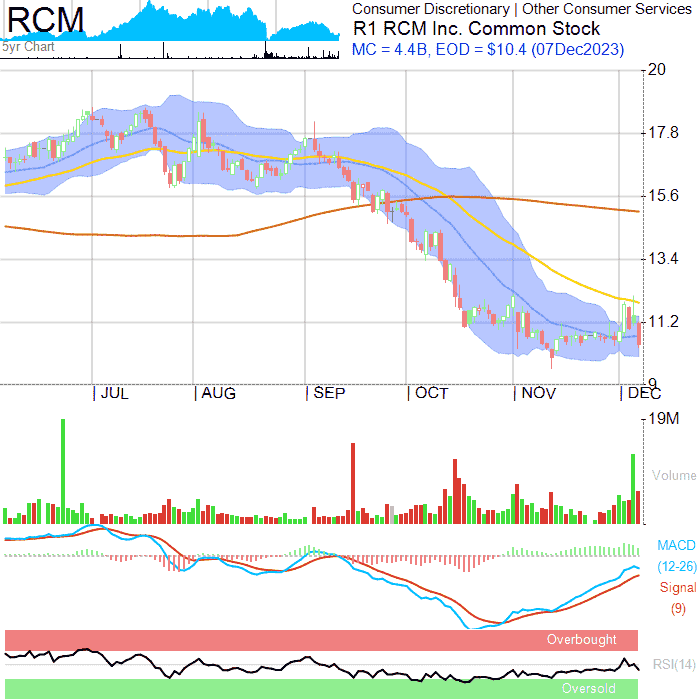 RCM
5yr Chart
Consumer Discretionary | Other Consumer Services
R1 RCM Inc. Common Stock
MC = 4.4B, EOD = $10.4 (07Dec2023)
20
17.8
15.6
13.4
11.2
9
JUL AUG SEP OCT NOV DEC
19M
Volume
MACD
(12-26)
Signal
(9)
Overbought
RSI(14)
Oversold